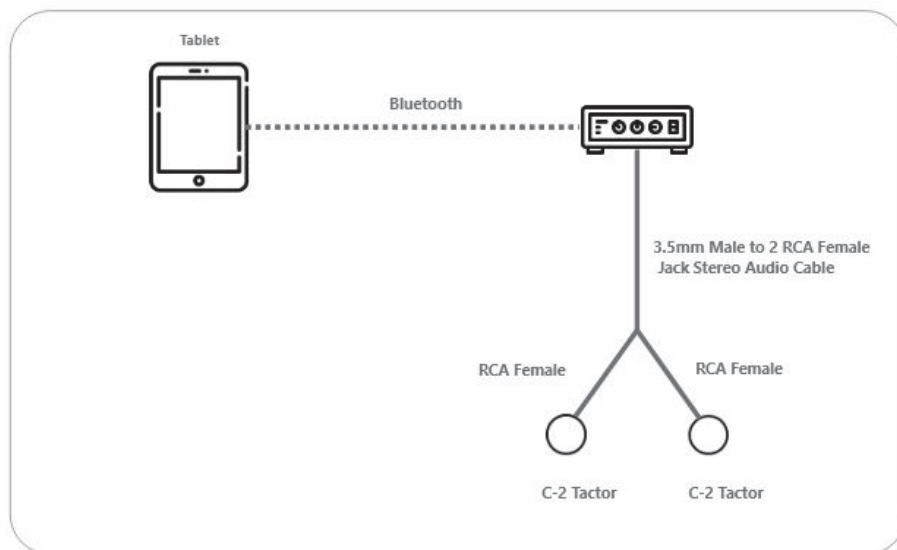 Tablet
Bluetooth
3.5mm Male to 2 RCA Female
Jack Stereo Audio Cable
RCA Female
RCA Female
C-2 Tactor
C-2 Tactor